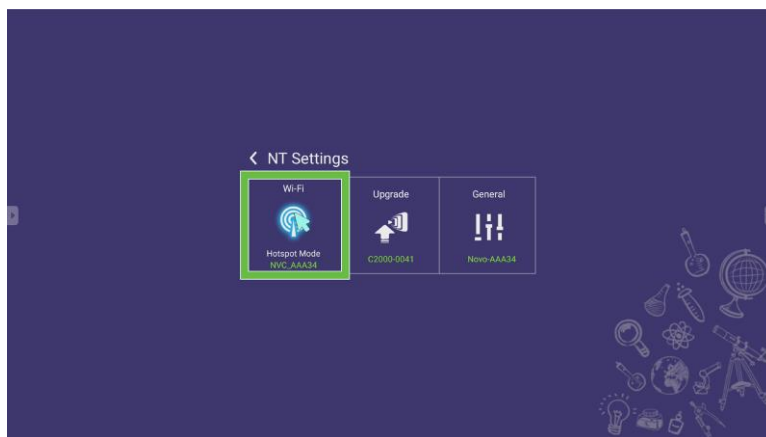 NT Settings
Wi-Fi
Hotspot Mode
NVC_AAA34
Upgrade
C2000-0041
General
Novo-AAA34